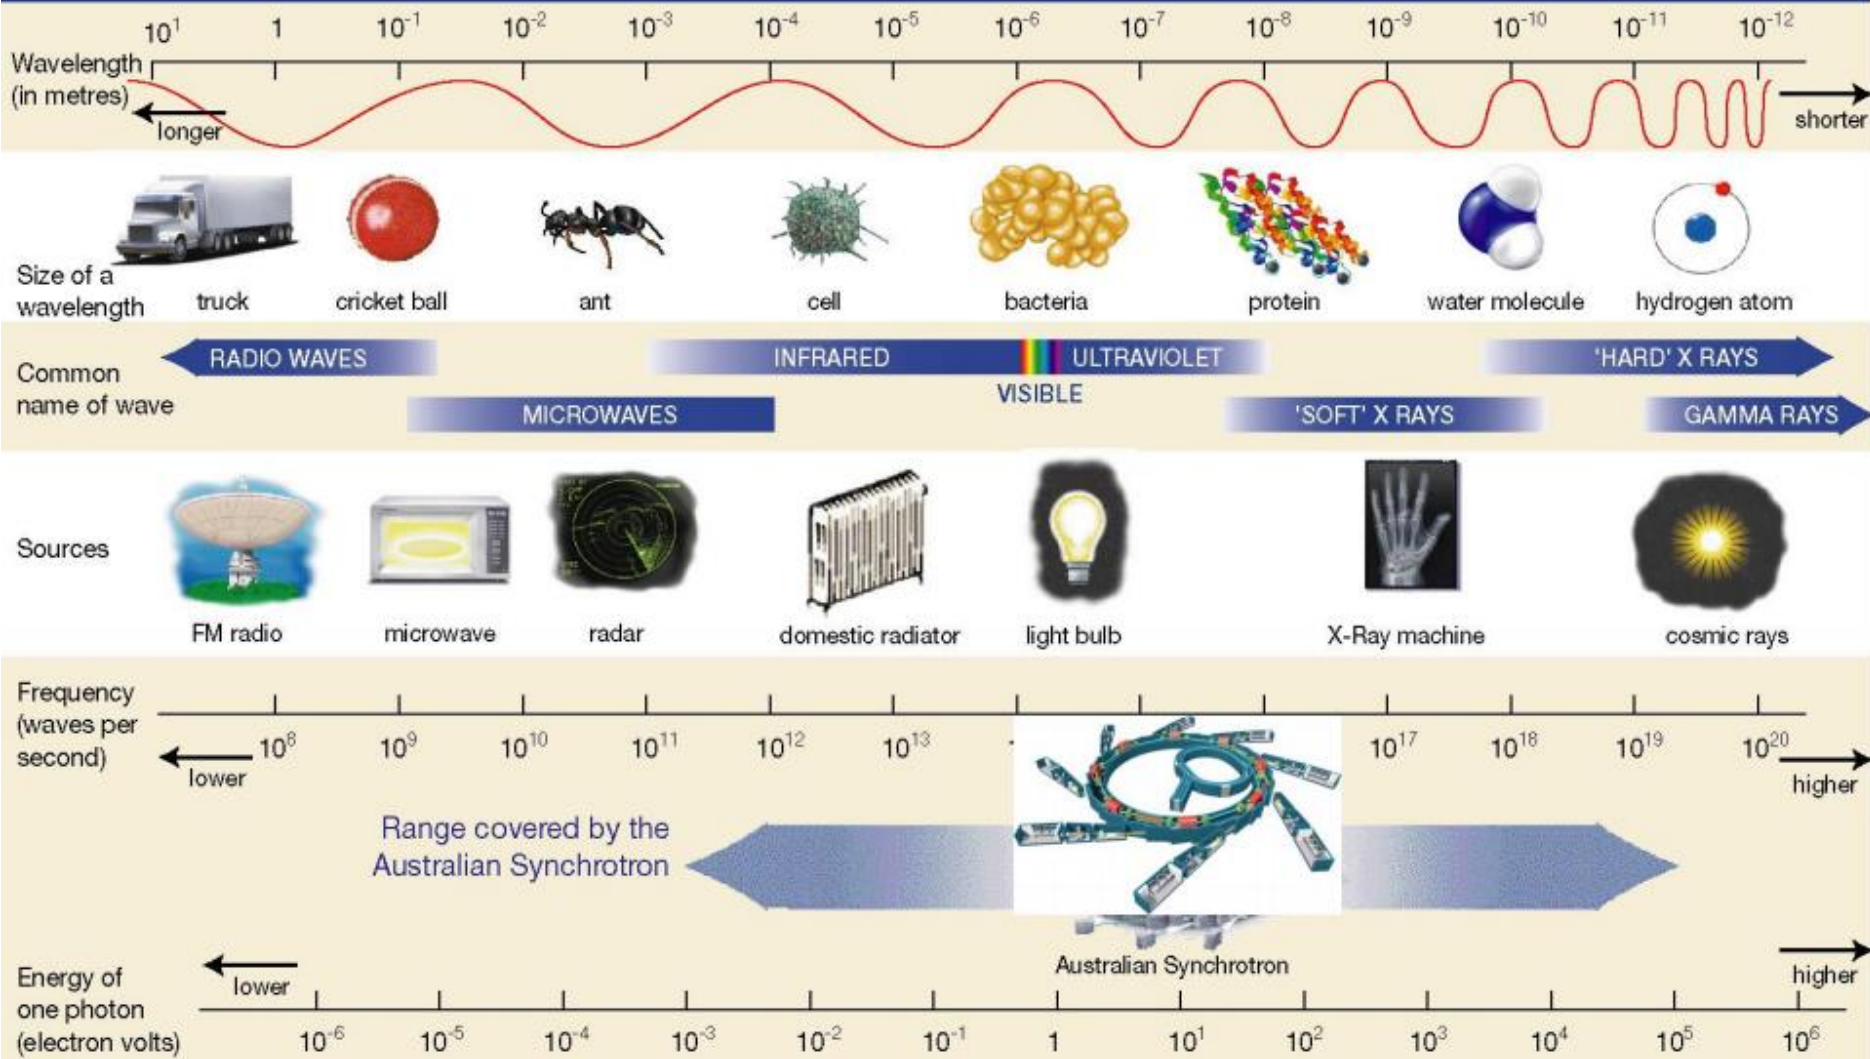 10¹ 1 10⁻¹ 10⁻² 10⁻³ 10⁻⁴ 10⁻⁵ 10⁻⁶ 10⁻⁷ 10⁻⁸ 10⁻⁹ 10⁻¹⁰ 10⁻¹¹ 10⁻¹²
Wavelength
(in metres)
longer
shorter
Size of a
wavelength
truck cricket ball ant cell bacteria protein water molecule hydrogen atom
Common
name of wave
RADIO WAVES INFRARED ULTRAVIOLET 'HARD' X RAYS
VISIBLE
MICROWAVES 'SOFT' X RAYS GAMMA RAYS
Sources
FM radio microwave radar domestic radiator light bulb X-Ray machine cosmic rays
Frequency
(waves per
second)
10⁸ 10⁹ 10¹⁰ 10¹¹ 10¹² 10¹³ 10¹⁷ 10¹⁸ 10¹⁹ 10²⁰
lower
higher
Range covered by the
Australian Synchrotron
Australian Synchrotron
Energy of
one photon
(electron volts)
lower
higher
10⁻⁶ 10⁻⁵ 10⁻⁴ 10⁻³ 10⁻² 10⁻¹ 1 10¹ 10² 10³ 10⁴ 10⁵ 10⁶